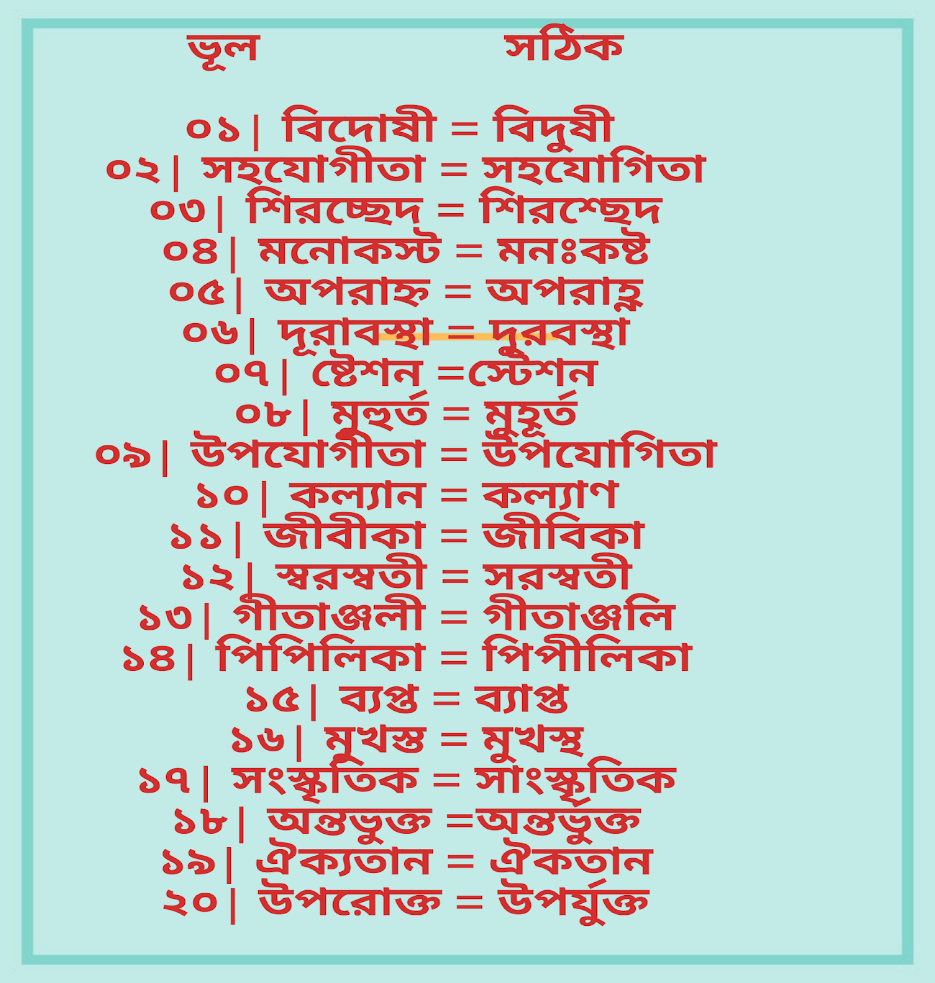 ভূল সঠিক
০১| বিদোষী = বিদুষী
০২| সহযোগীতা = সহযোগিতা
০৩| শিরচ্ছেদ = শিরশ্ছেদ
০৪| মনোকস্ট = মনঃকষ্ট
০৫| অপরাহ্ন = অপরাহ্ণ
০৬| দূরাবস্থা = দুরবস্থা
০৭| ষ্টেশন =স্টেশন
০৮| মুহুর্ত = মুহূর্ত
০৯| উপযোগীতা = উপযোগিতা
১০| কল্যান = কল্যাণ
১১| জীবীকা = জীবিকা
১২| স্বরস্বতী = সরস্বতী
১৩| গীতাঞ্জলী = গীতাঞ্জলি
১৪| পিপিলিকা = পিপীলিকা
১৫| ব্যপ্ত = ব্যাপ্ত
১৬| মুখস্ত = মুখস্থ
১৭| সংস্কৃতিক = সাংস্কৃতিক
১৮| অন্তভুক্ত =অন্তর্ভুক্ত
১৯| ঐক্যতান = ঐকতান
২০| উপরোক্ত = উপর্যুক্ত